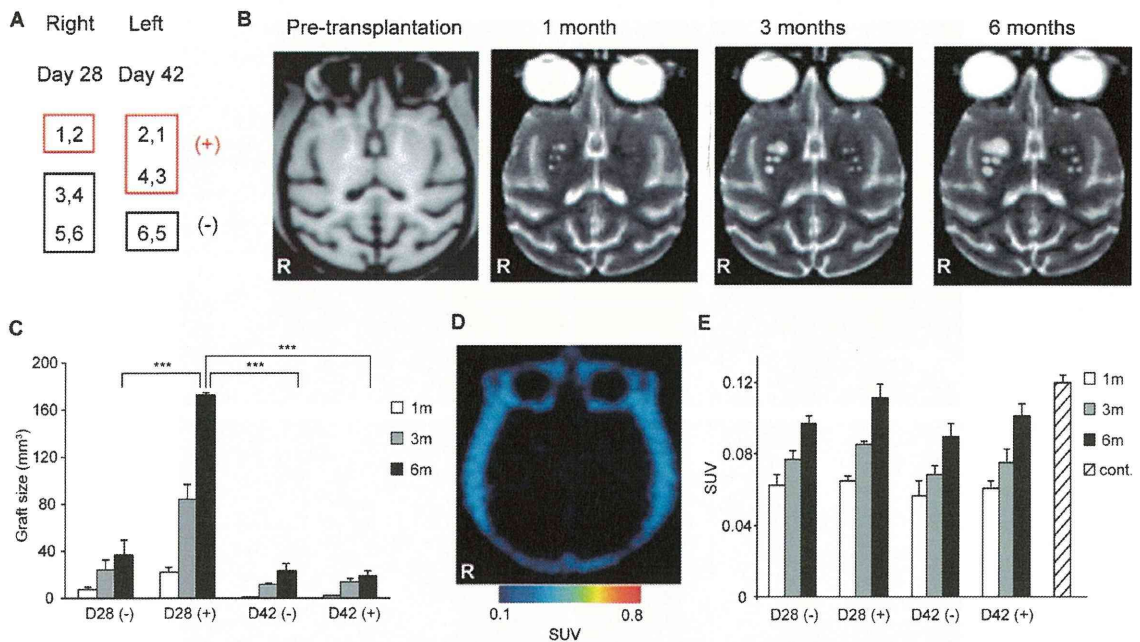 A
Right Left
Day 28 Day 42
1,2 2,1 (+)
4,3
3,4
5,6 6,5 (-)
B
Pre-transplantation 1 month 3 months 6 months
R R R R
C
Graft size (mm³)
200
160
120
80
40
0
*** *** ***
1m
3m
6m
D28 (-) D28 (+) D42 (-) D42 (+)
D
R
0.1 0.8
SUV
E
SUV
0.12
0.08
0.04
0
1m
3m
6m
cont.
D28 (-) D28 (+) D42 (-) D42 (+)